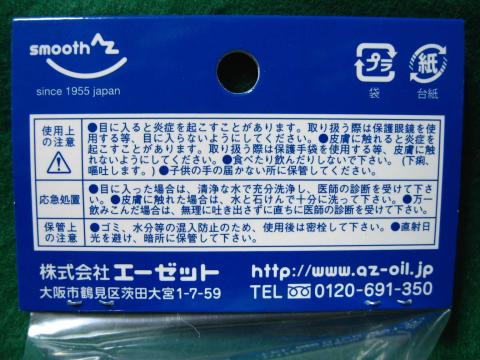 smooth AZ
since 1955 japan
プラ
袋
紙
台紙
使用上の注意
●目に入ると炎症を起こすことがあります。取り扱う際は保護眼鏡を使
用する等、目に入らないようにしてください。●皮膚に触れると炎症を
起こすことがあります。取り扱う際は保護手袋を使用する等、皮膚に触
れないようにしてください。●食べたり飲んだりしないで下さい。(下痢、
嘔吐します。)●子供の手の届かない所に保管してください。
応急処置
●目に入った場合は、清浄な水で充分洗浄し、医師の診断を受けて下さ
い。●皮膚に触れた場合は、水と石けんで十分に洗って下さい。●万一
飲みこんだ場合は、無理に吐き出さずに直ちに医師の診断を受けて下さい。
保管上の注意
●ゴミ、水分等の混入防止のため、使用後は密栓して下さい。●直射日
光を避け、暗所に保管して下さい。
株式会社 エーゼット
http://www.az-oil.jp
大阪市鶴見区茨田大宮1-7-59
TEL 0120-691-350